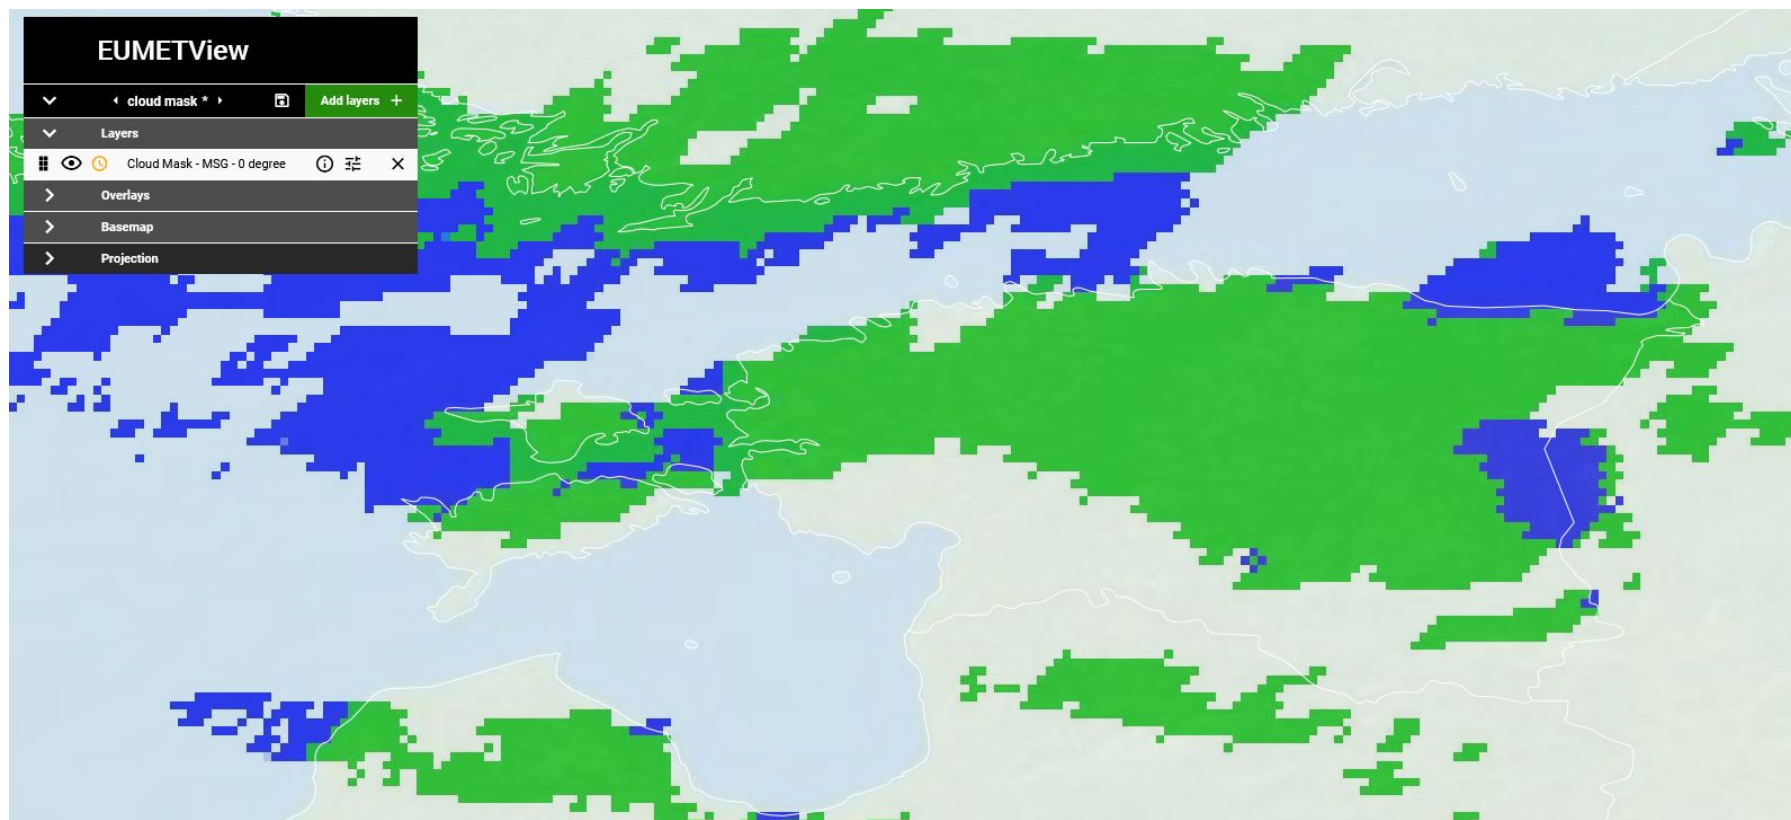 EUMETView
cloud mask *
Add layers +
Layers
Cloud Mask - MSG - 0 degree
Overlays
Basemap
Projection